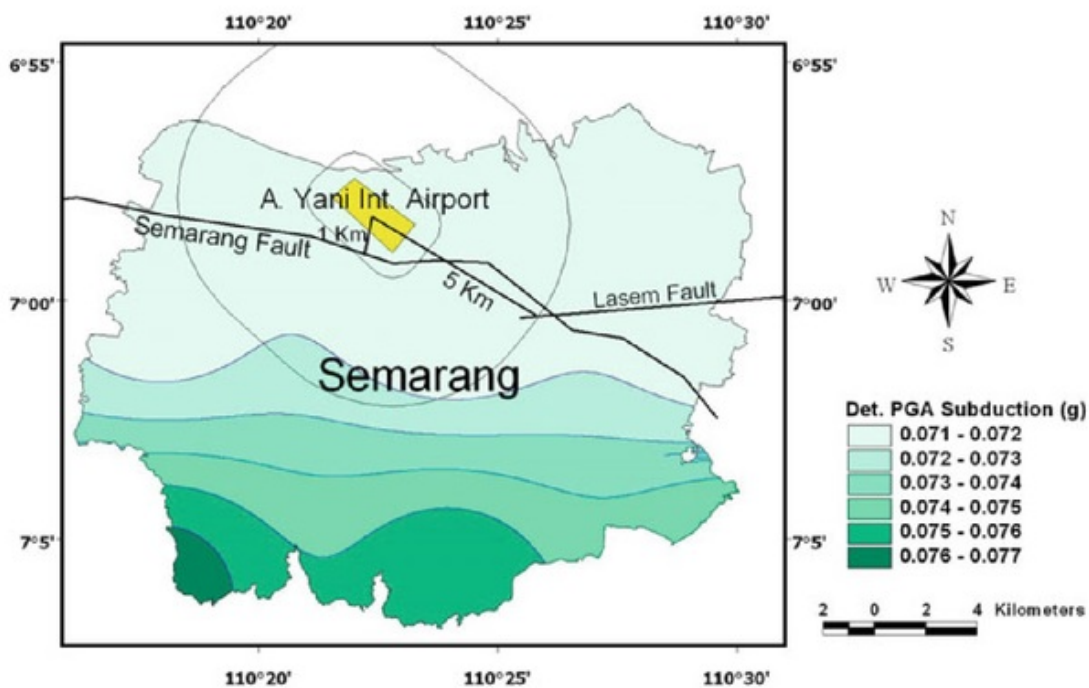 110°20' 110°25' 110°30'
6°55' 6°55'
A. Yani Int. Airport
Semarang Fault
1 Km
5 Km
Lasem Fault
7°00' 7°00'
Semarang
7°5' 7°5'
110°20' 110°25' 110°30'
N
W E
S
Det. PGA Subduction (g)
0.071 - 0.072
0.072 - 0.073
0.073 - 0.074
0.074 - 0.075
0.075 - 0.076
0.076 - 0.077
2 0 2 4 Kilometers